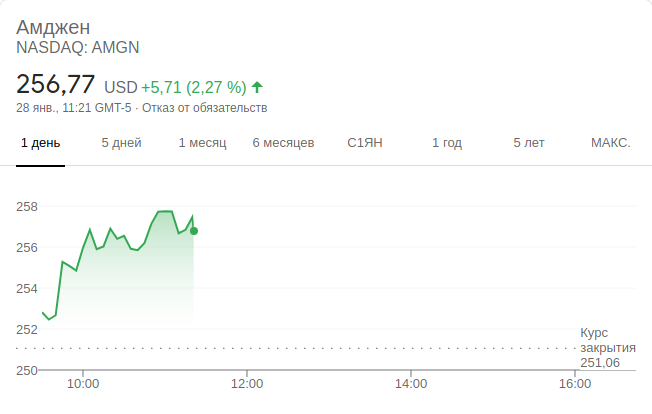 Амджен
NASDAQ: AMGN
256,77 USD +5,71 (2,27 %)
28 янв., 11:21 GMT-5 · Отказ от обязательств
1 день 5 дней 1 месяц 6 месяцев С1ЯН 1 год 5 лет МАКС.
258
256
254
252
Курс
закрытия
251,06
250
10:00 12:00 14:00 16:00